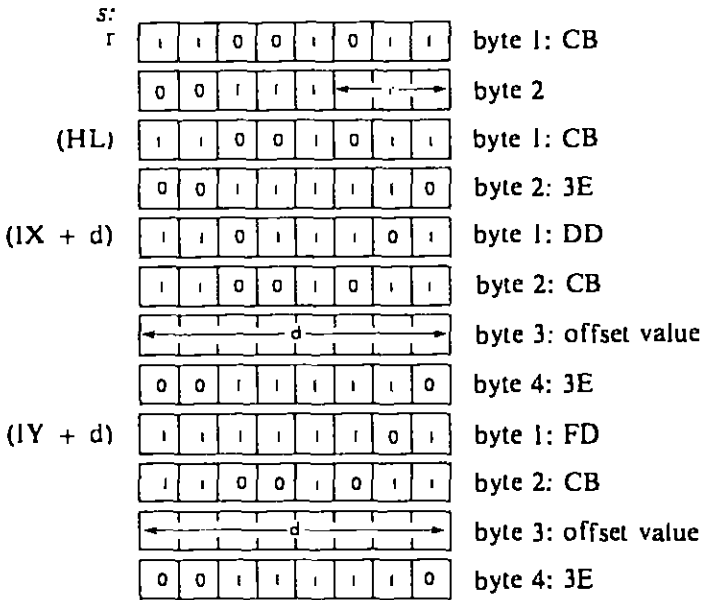 s:
r 1 1 0 0 1 0 1 1 byte 1: CB
0 0 1 1 1 r byte 2
(HL) 1 1 0 0 1 0 1 1 byte 1: CB
0 0 1 1 1 1 1 0 byte 2: 3E
(IX + d) 1 1 0 1 1 1 0 1 byte 1: DD
1 1 0 0 1 0 1 1 byte 2: CB
d byte 3: offset value
0 0 1 1 1 1 1 0 byte 4: 3E
(IY + d) 1 1 1 1 1 1 0 1 byte 1: FD
1 1 0 0 1 0 1 1 byte 2: CB
d byte 3: offset value
0 0 1 1 1 1 1 0 byte 4: 3E